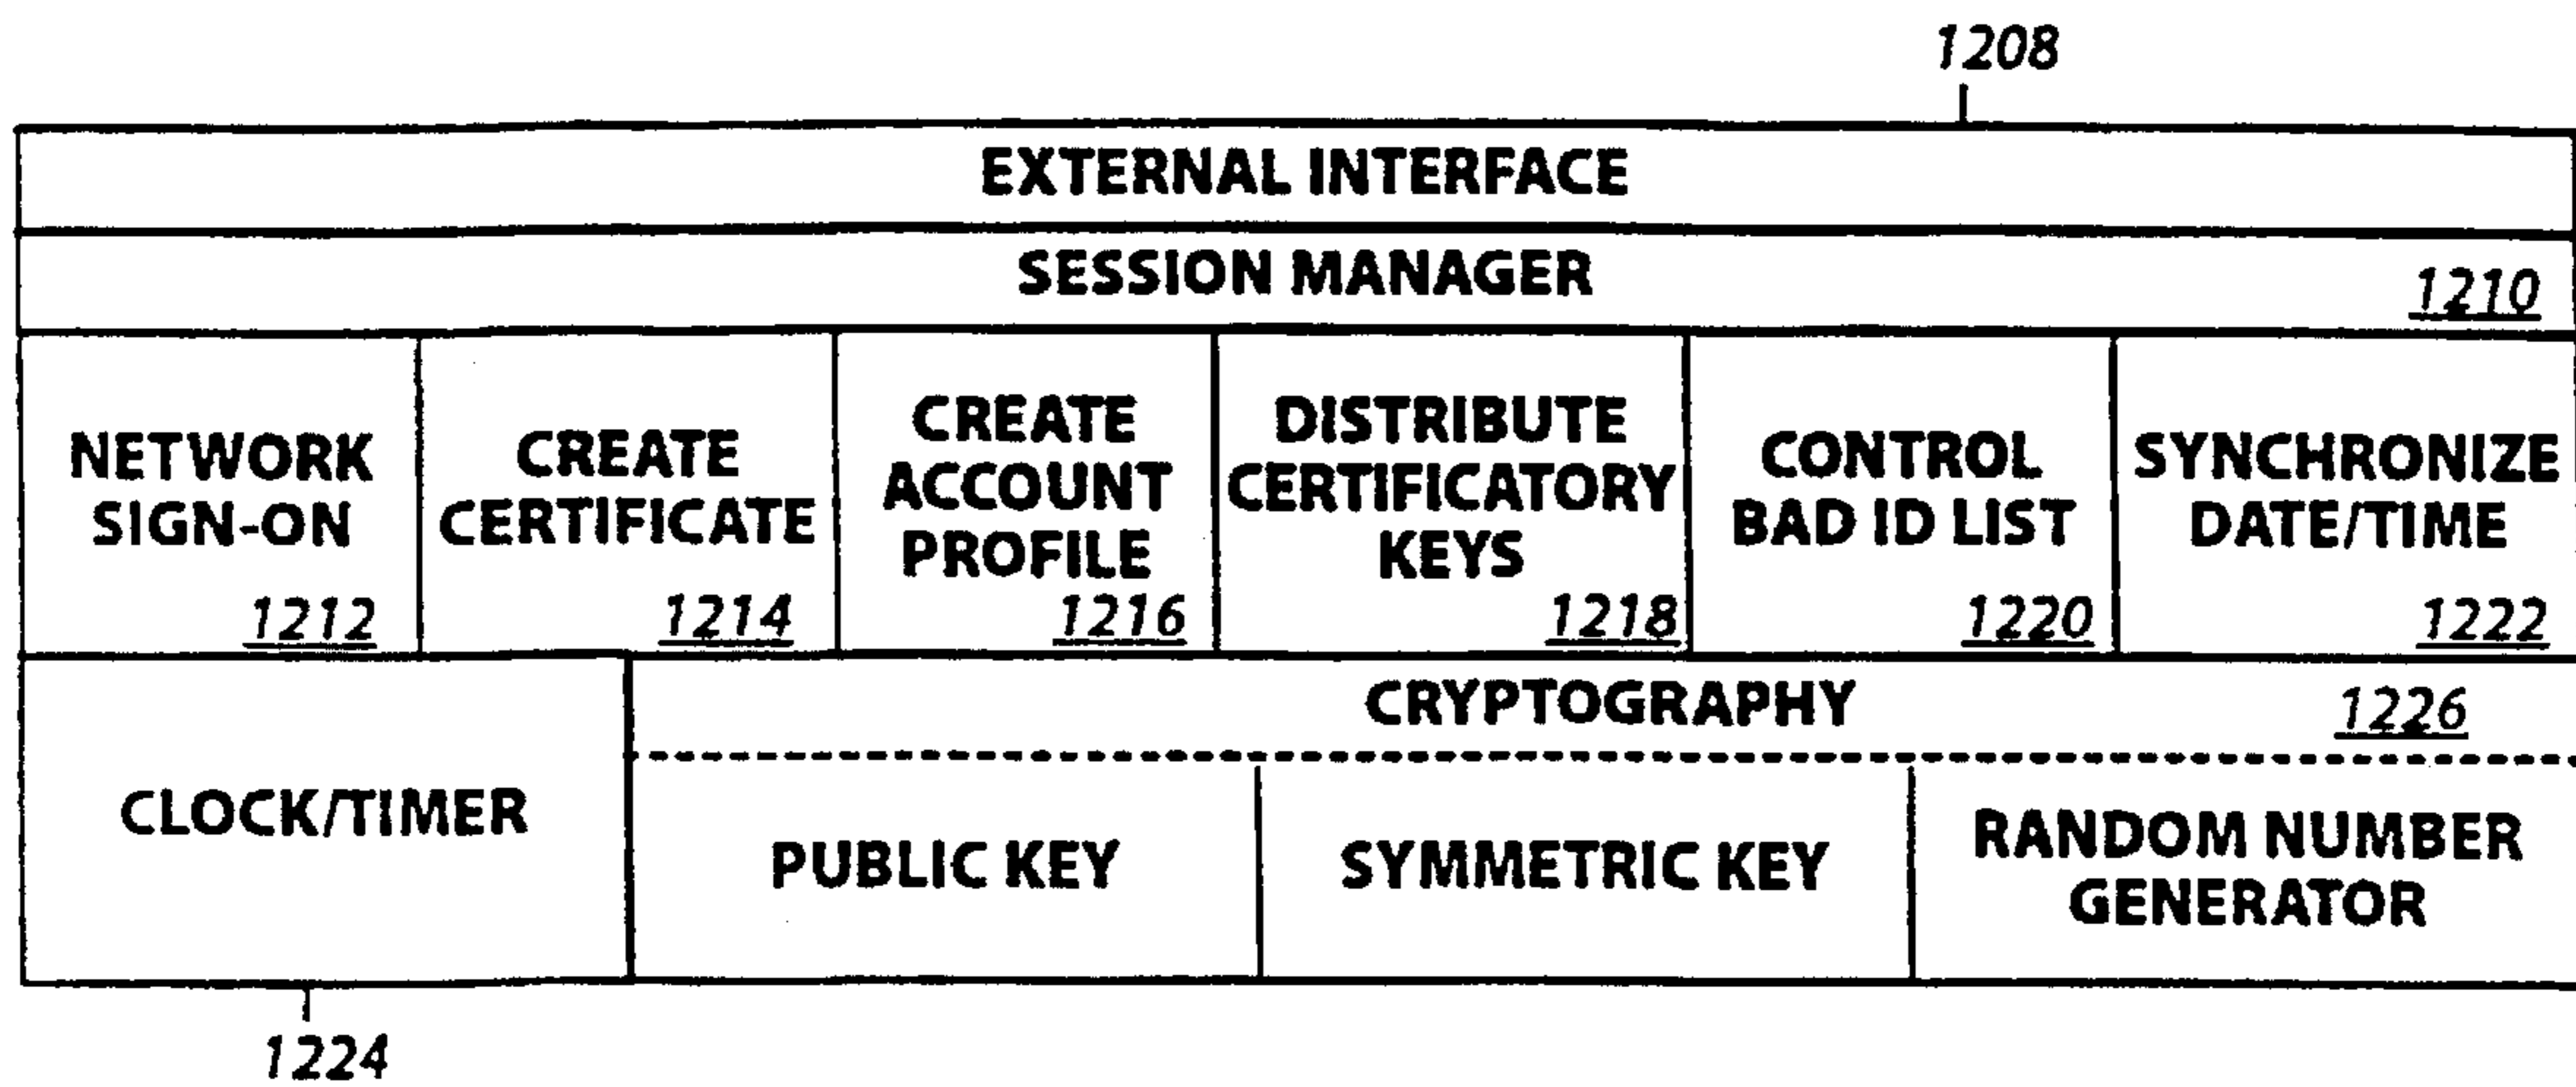 1208
EXTERNAL INTERFACE
SESSION MANAGER
1210
NETWORK
SIGN-ON
1212
CREATE
CERTIFICATE
1214
CREATE
ACCOUNT
PROFILE
1216
DISTRIBUTE
CERTIFICATORY
KEYS
1218
CONTROL
BAD ID LIST
1220
SYNCHRONIZE
DATE/TIME
1222
CLOCK/TIMER
1224
CRYPTOGRAPHY
1226
PUBLIC KEY
SYMMETRIC KEY
RANDOM NUMBER
GENERATOR